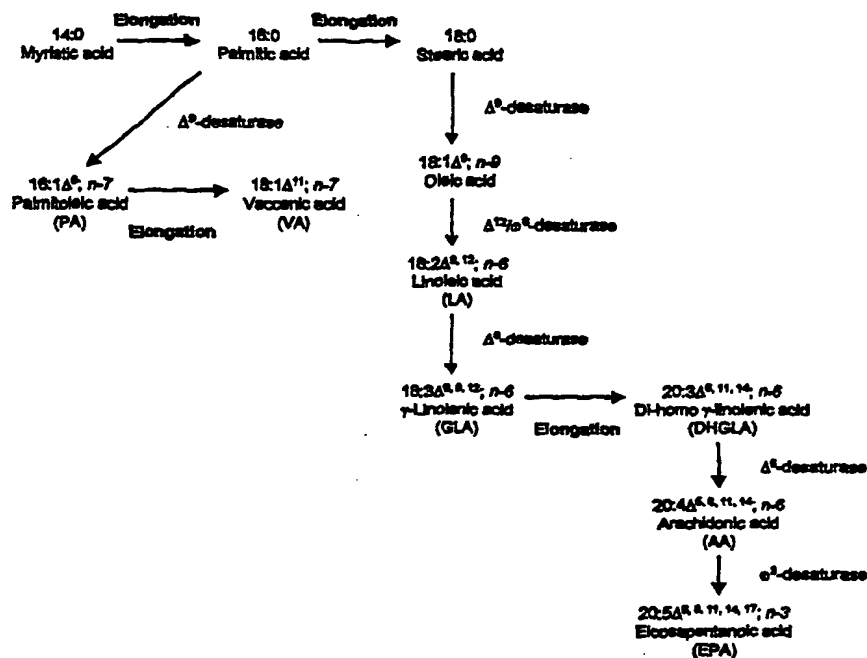 Elongation
Elongation
14:0
Myristic acid
16:0
Palmitic acid
18:0
Stearic acid
Δ⁹-desaturase
Δ⁹-desaturase
16:1Δ⁹; n-7
Palmitoleic acid
(PA)
Elongation
18:1Δ¹¹; n-7
Vaccenic acid
(VA)
18:1Δ⁹; n-9
Oleic acid
Δ¹²/ω⁶-desaturase
18:2Δ⁹, ¹²; n-6
Linoleic acid
(LA)
Δ⁶-desaturase
18:3Δ⁶, ⁹, ¹²; n-6
γ-Linolenic acid
(GLA)
Elongation
20:3Δ⁸, ¹¹, ¹⁴; n-6
Di-homo γ-linolenic acid
(DHGLA)
Δ⁵-desaturase
20:4Δ⁵, ⁸, ¹¹, ¹⁴; n-6
Arachidonic acid
(AA)
ω³-desaturase
20:5Δ⁵, ⁸, ¹¹, ¹⁴, ¹⁷; n-3
Eicosapentanoic acid
(EPA)